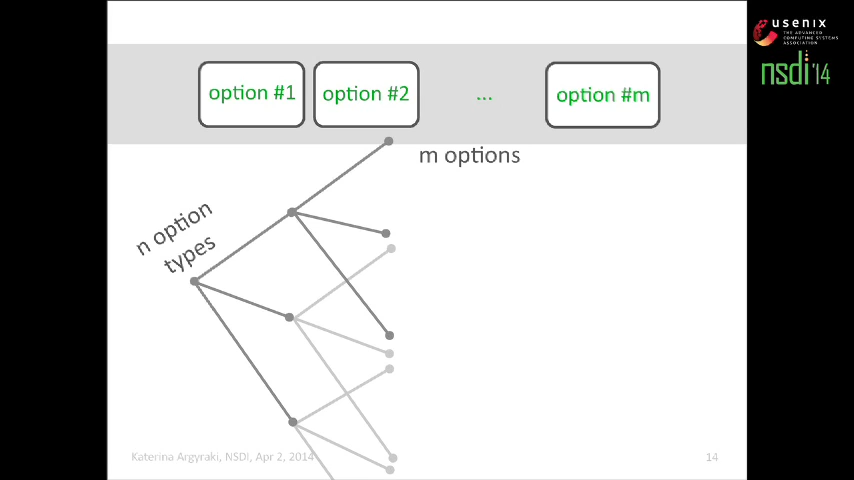 option #1
option #2
...
option #m
m options
n option
types
Katerina Argyraki, NSDI, Apr 2, 2014
14
usenix
THE ADVANCED
COMPUTING SYSTEMS
ASSOCIATION
nsdi '14